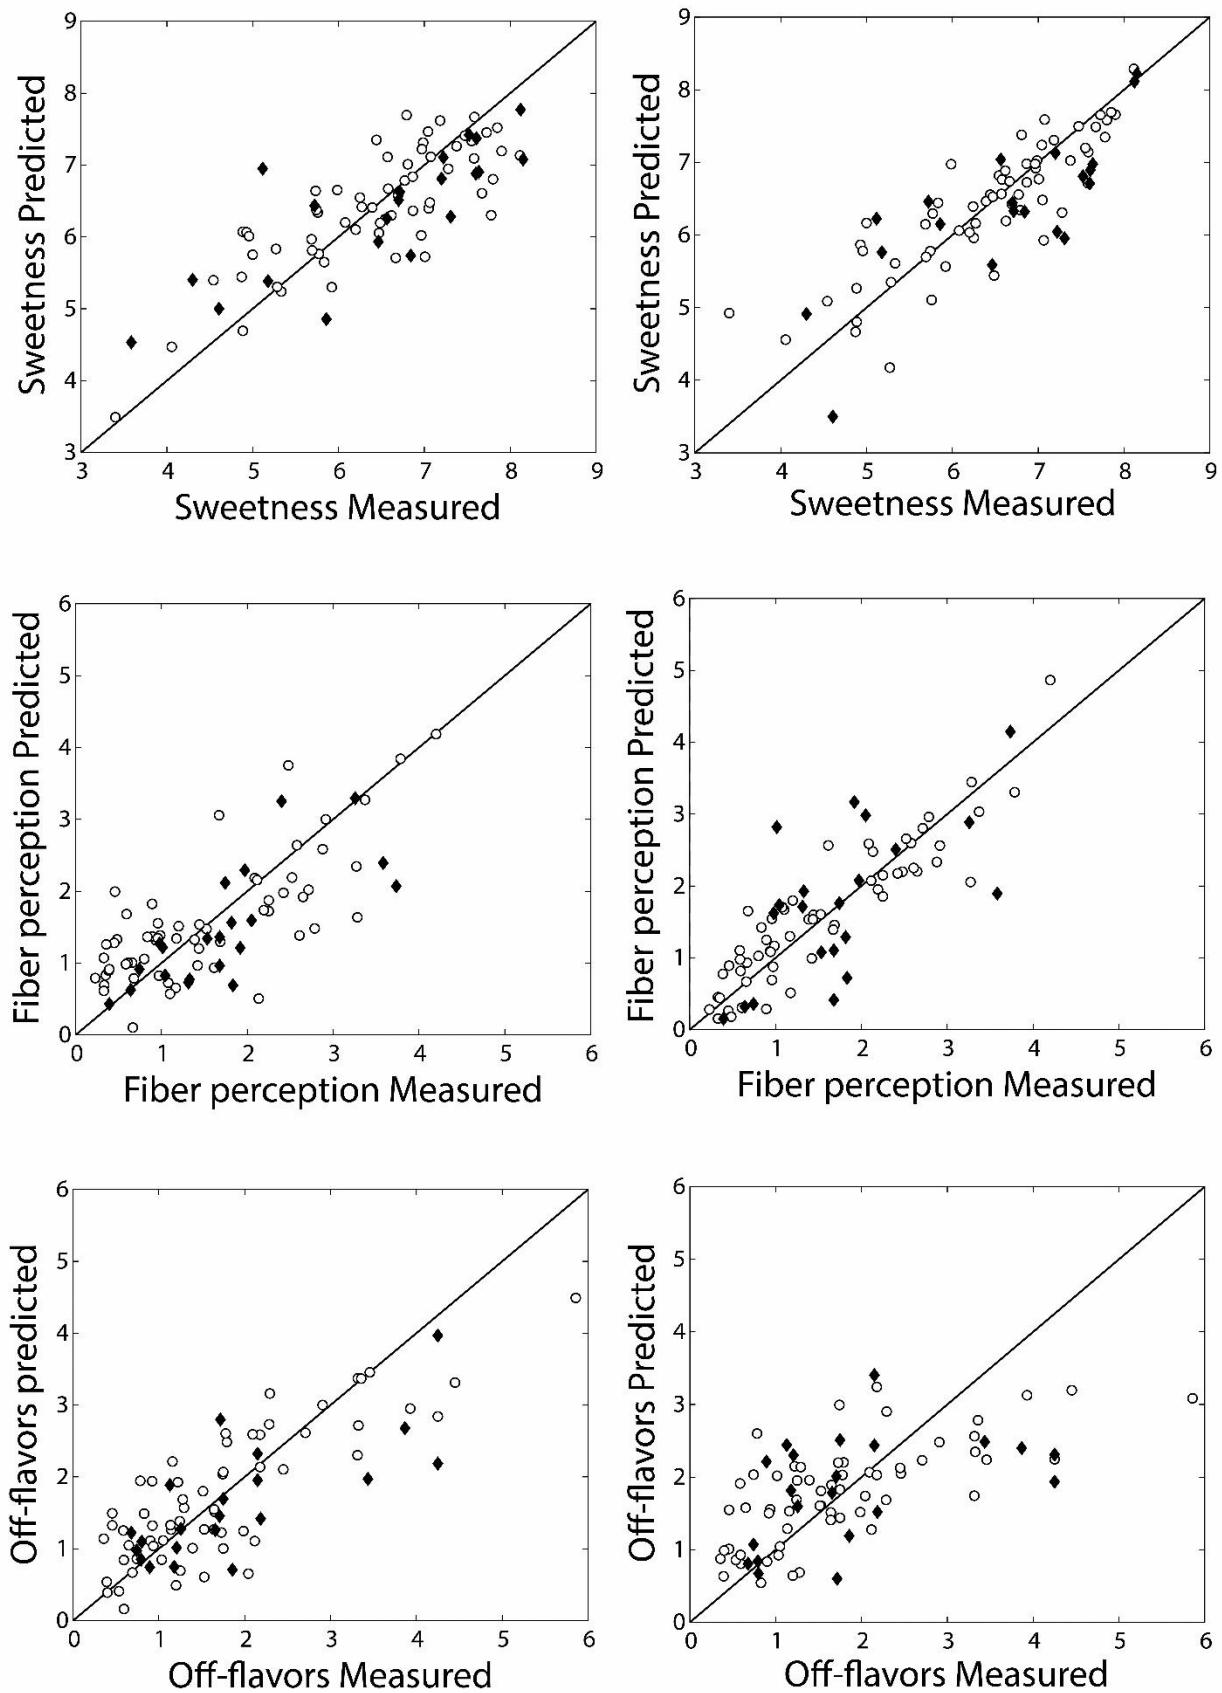 9
8
7
6
5
4
3
Sweetness Predicted
3 4 5 6 7 8 9
Sweetness Measured
9
8
7
6
5
4
3
Sweetness Predicted
3 4 5 6 7 8 9
Sweetness Measured
6
5
4
3
2
1
0
Fiber perception Predicted
0 1 2 3 4 5 6
Fiber perception Measured
6
5
4
3
2
1
0
Fiber perception Predicted
0 1 2 3 4 5 6
Fiber perception Measured
6
5
4
3
2
1
0
Off-flavors predicted
0 1 2 3 4 5 6
Off-flavors Measured
6
5
4
3
2
1
0
Off-flavors Predicted
0 1 2 3 4 5 6
Off-flavors Measured